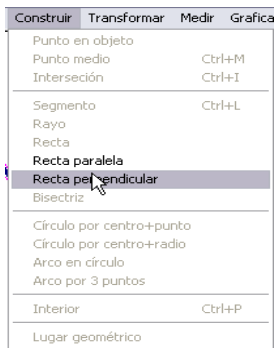 Construir Transformar Medir Grafica
Punto en objeto
Punto medio Ctrl+M
Interseción Ctrl+I
Segmento Ctrl+L
Rayo
Recta
Recta paralela
Recta perpendicular
Bisectriz
Círculo por centro+punto
Círculo por centro+radio
Arco en círculo
Arco por 3 puntos
Interior Ctrl+P
Lugar geométrico